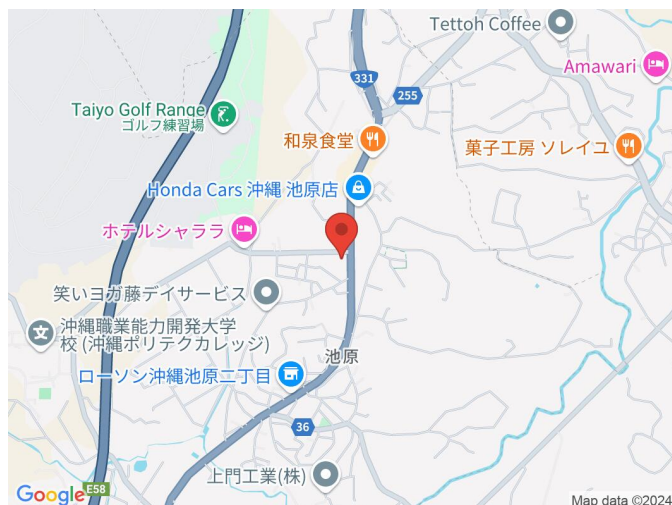 Tettoh Coffee
Amawari
331
255
Taiyo Golf Range
ゴルフ練習場
和泉食堂
菓子工房 ソレイユ
Honda Cars 沖縄 池原店
ホテルシャララ
笑いヨガ藤デイサービス
沖縄職業能力開発大学
校 (沖縄ポリテクカレッジ)
池原
ローソン沖縄池原二丁目
36
上門工業(株)
E58
Google
Map data ©2024